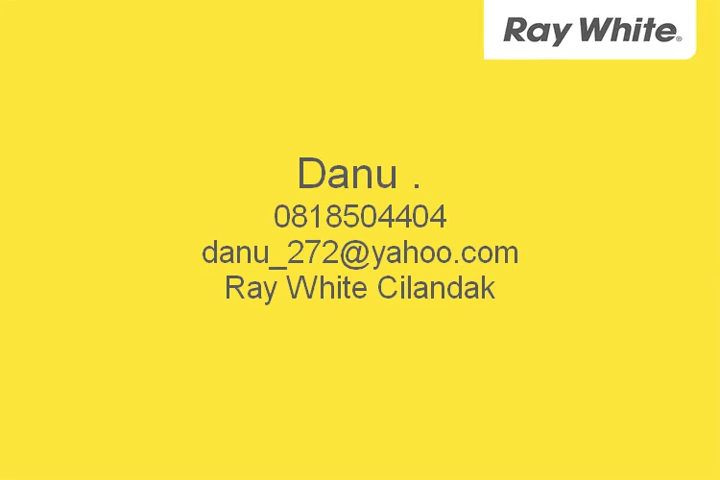 Ray White®
Danu .
0818504404
danu_272@yahoo.com
Ray White Cilandak